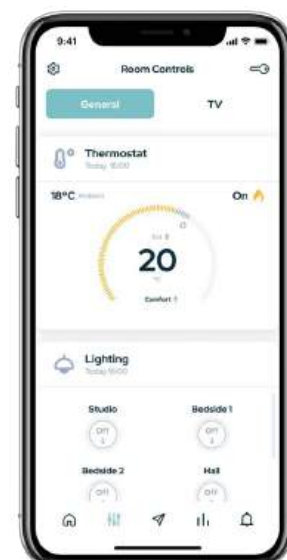 9:41
Room Controls
General TV
Thermostat
Today 16:00
18°C Ambient On
20
°C
Comfort
Lighting
Today 16:00
Studio Bedside 1
Off Off
Bedside 2 Hall
Off Off